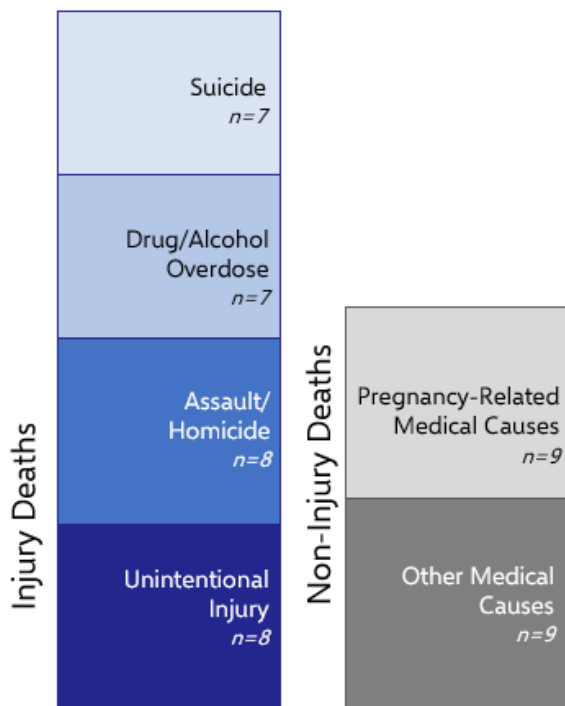 Injury Deaths
Suicide
n=7
Drug/Alcohol
Overdose
n=7
Assault/
Homicide
n=8
Unintentional
Injury
n=8
Non-Injury Deaths
Pregnancy-Related
Medical Causes
n=9
Other Medical
Causes
n=9